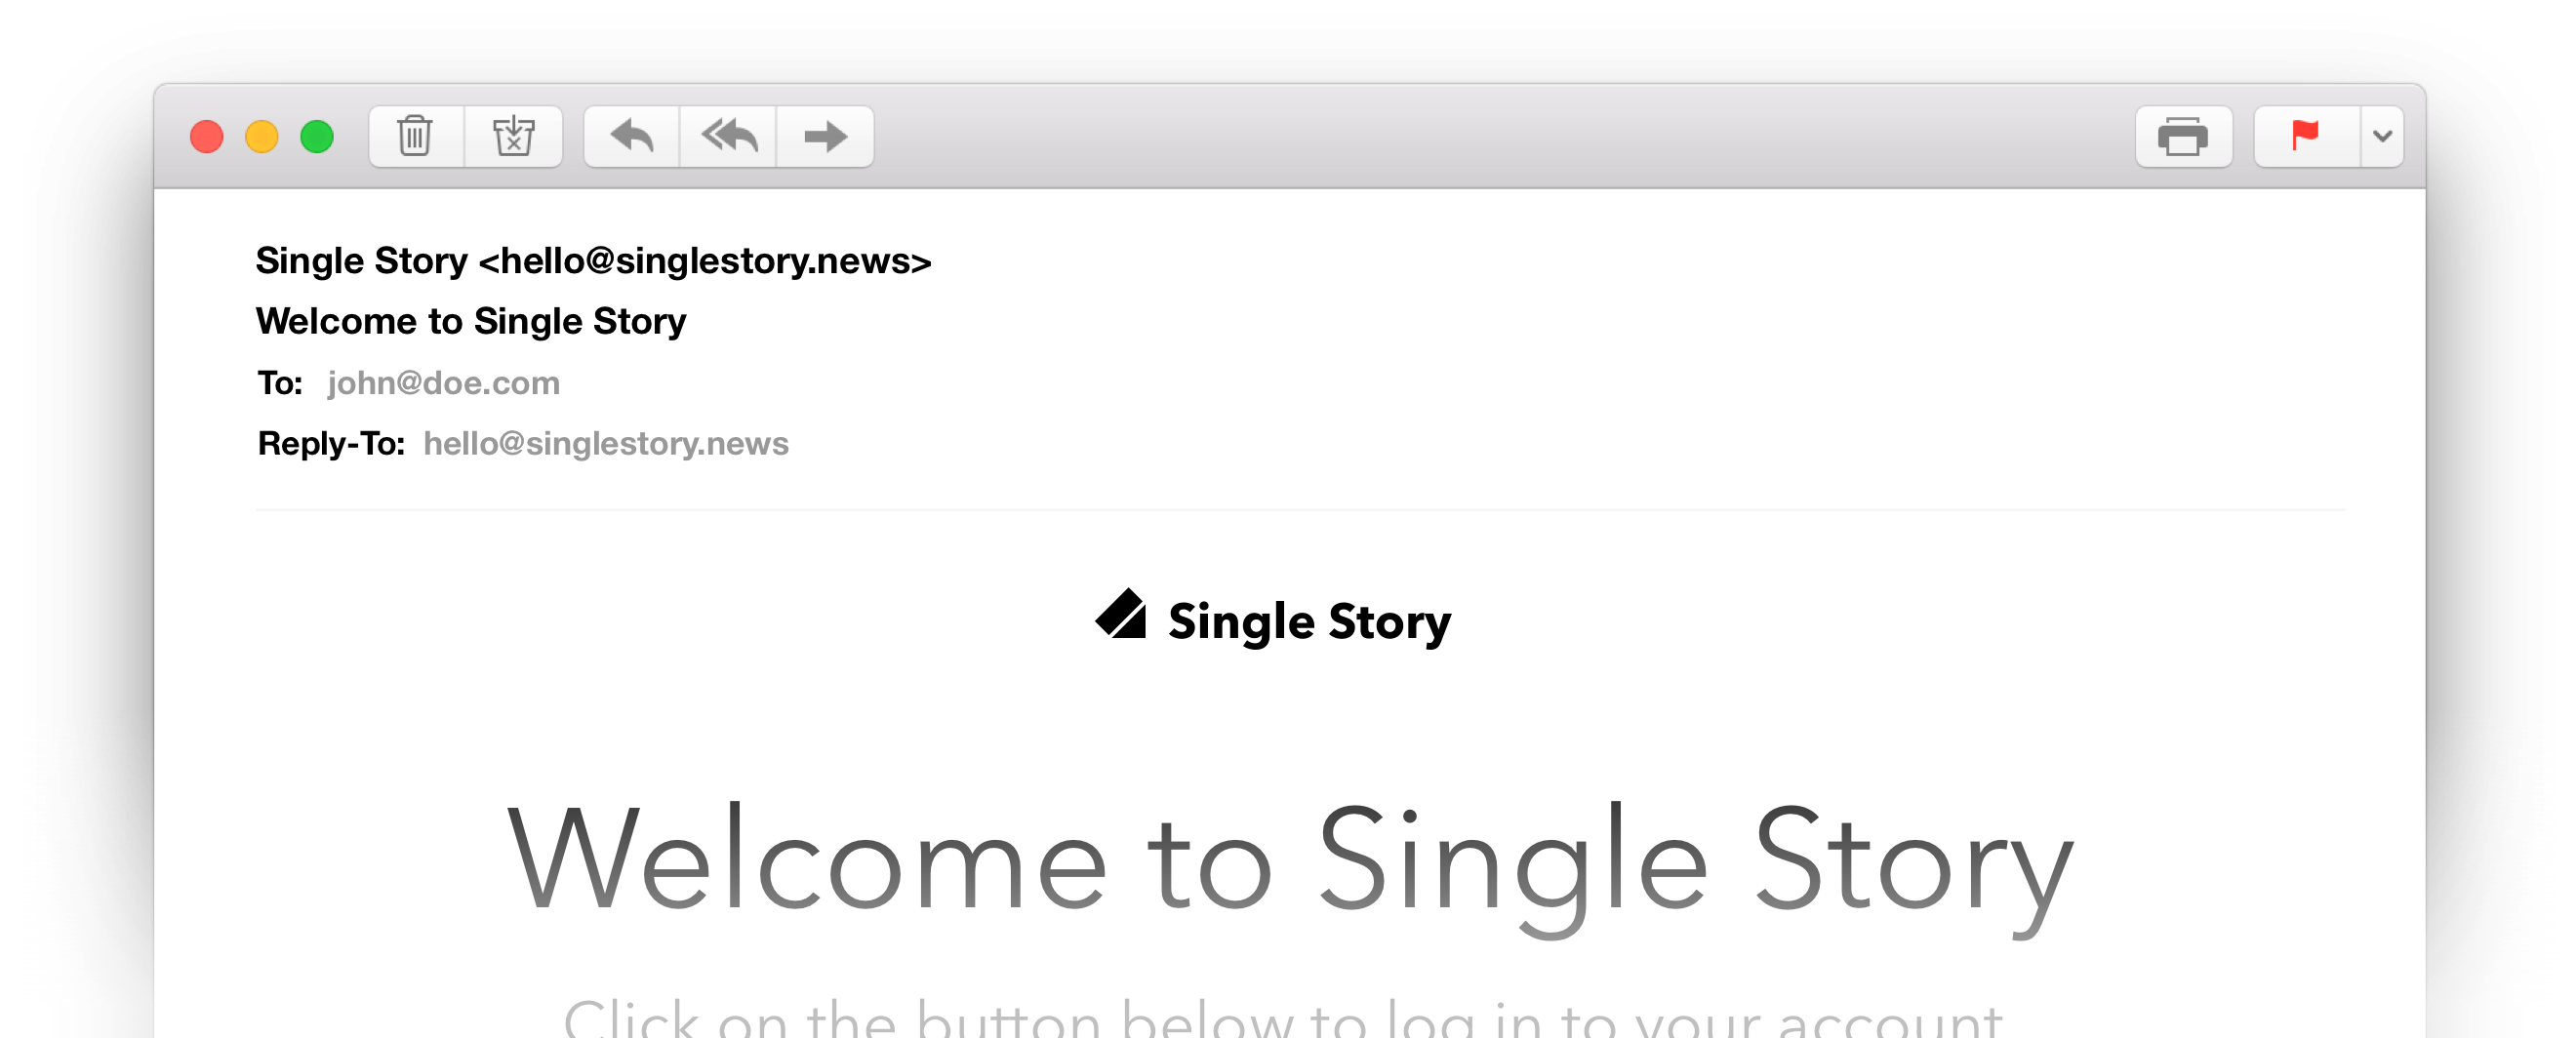 Single Story <hello@singlestory.news>
Welcome to Single Story
To: john@doe.com
Reply-To: hello@singlestory.news
Single Story
Welcome to Single Story
Click on the button below to log in to your account